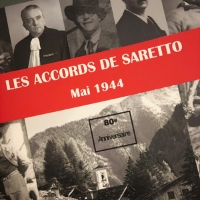 LES ACCORDS DE SARETTO
Mai 1944
80e
Anniversaire